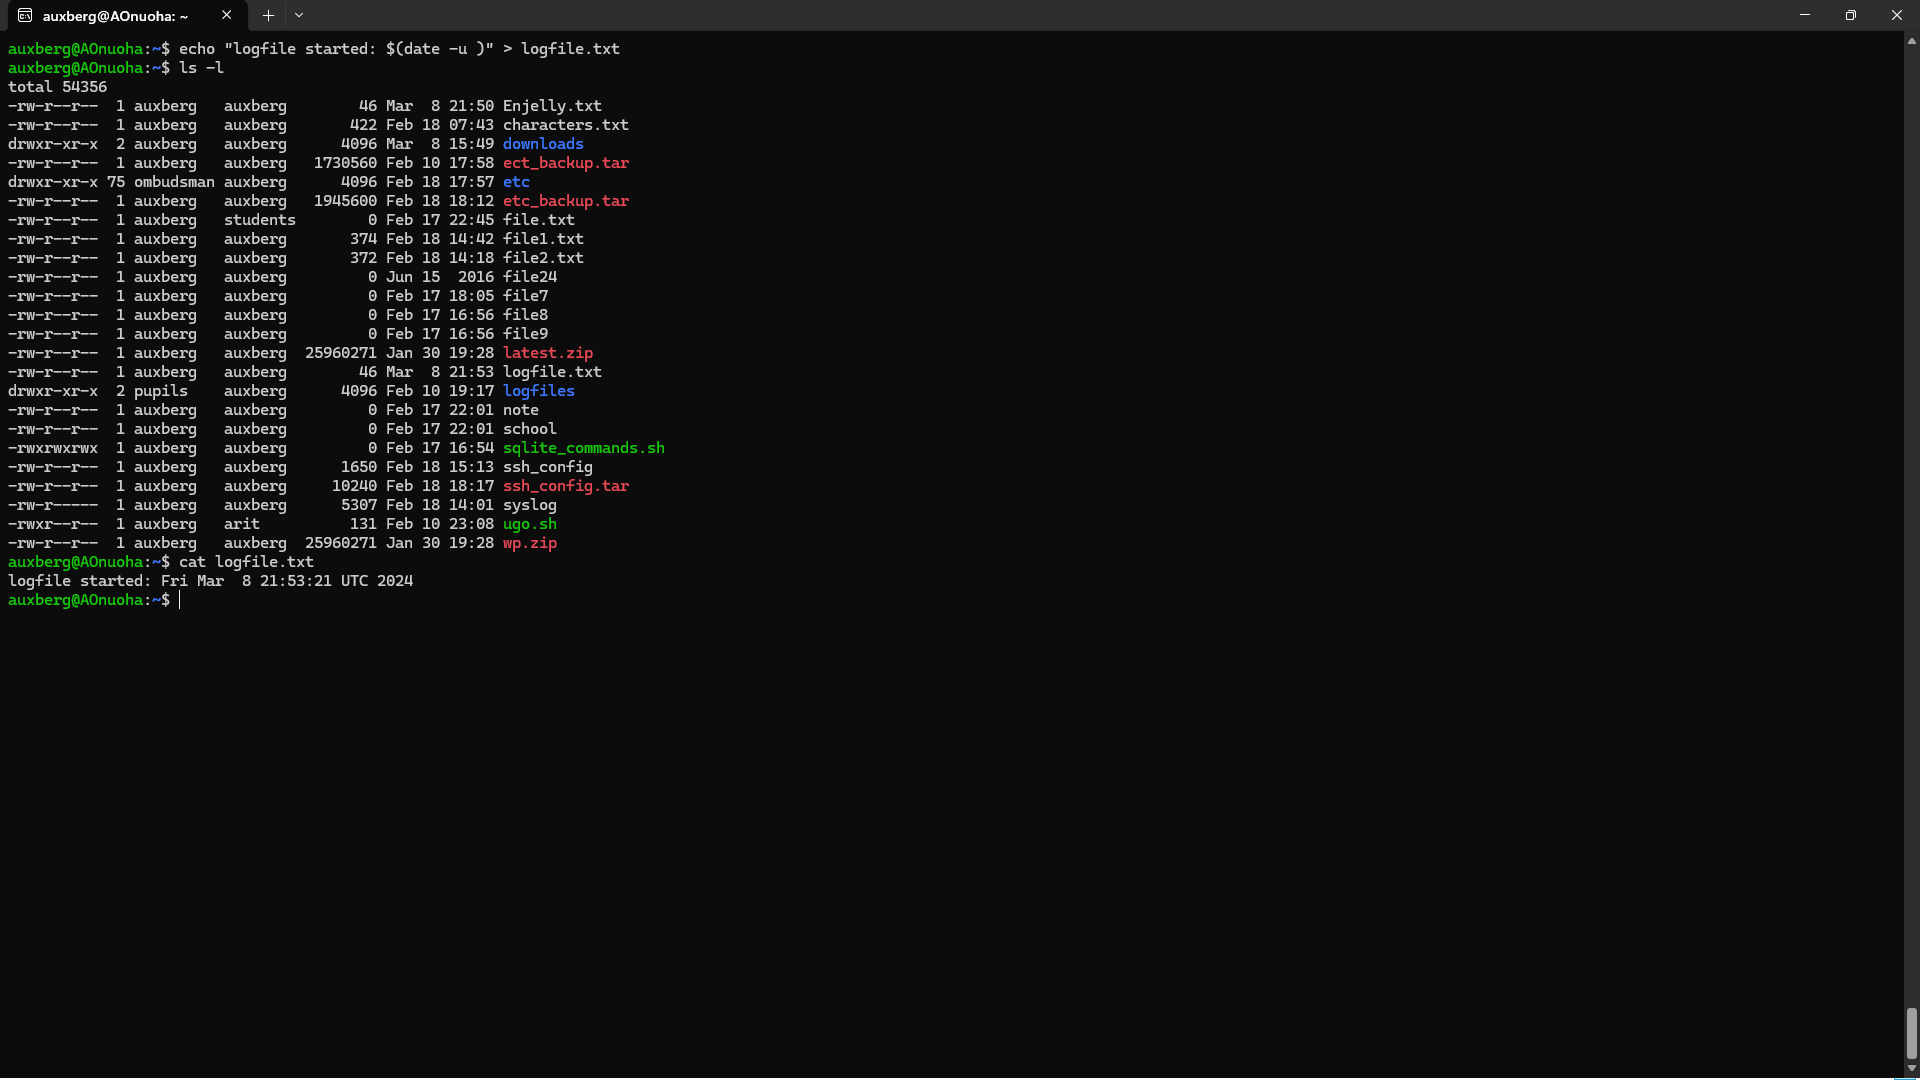 auxberg@AOnuoha: ~
auxberg@AOnuoha:~$ echo "logfile started: $(date -u )" > logfile.txt
auxberg@AOnuoha:~$ ls -l
total 54356
-rw-r--r--  1 auxberg   auxberg        46 Mar  8 21:50 Enjelly.txt
-rw-r--r--  1 auxberg   auxberg       422 Feb 18 07:43 characters.txt
drwxr-xr-x  2 auxberg   auxberg      4096 Mar  8 15:49 downloads
-rw-r--r--  1 auxberg   auxberg   1730560 Feb 10 17:58 ect_backup.tar
drwxr-xr-x 75 ombudsman auxberg      4096 Feb 18 17:57 etc
-rw-r--r--  1 auxberg   auxberg   1945600 Feb 18 18:12 etc_backup.tar
-rw-r--r--  1 auxberg   students        0 Feb 17 22:45 file.txt
-rw-r--r--  1 auxberg   auxberg       374 Feb 18 14:42 file1.txt
-rw-r--r--  1 auxberg   auxberg       372 Feb 18 14:18 file2.txt
-rw-r--r--  1 auxberg   auxberg         0 Jun 15  2016 file24
-rw-r--r--  1 auxberg   auxberg         0 Feb 17 18:05 file7
-rw-r--r--  1 auxberg   auxberg         0 Feb 17 16:56 file8
-rw-r--r--  1 auxberg   auxberg         0 Feb 17 16:56 file9
-rw-r--r--  1 auxberg   auxberg  25960271 Jan 30 19:28 latest.zip
-rw-r--r--  1 auxberg   auxberg        46 Mar  8 21:53 logfile.txt
drwxr-xr-x  2 pupils    auxberg      4096 Feb 10 19:17 logfiles
-rw-r--r--  1 auxberg   auxberg         0 Feb 17 22:01 note
-rw-r--r--  1 auxberg   auxberg         0 Feb 17 22:01 school
-rwxrwxrwx  1 auxberg   auxberg         0 Feb 17 16:54 sqlite_commands.sh
-rw-r--r--  1 auxberg   auxberg      1650 Feb 18 15:13 ssh_config
-rw-r--r--  1 auxberg   auxberg     10240 Feb 18 18:17 ssh_config.tar
-rw-r-----  1 auxberg   auxberg      5307 Feb 18 14:01 syslog
-rwxr--r--  1 auxberg   arit          131 Feb 10 23:08 ugo.sh
-rw-r--r--  1 auxberg   auxberg  25960271 Jan 30 19:28 wp.zip
auxberg@AOnuoha:~$ cat logfile.txt
logfile started: Fri Mar  8 21:53:21 UTC 2024
auxberg@AOnuoha:~$